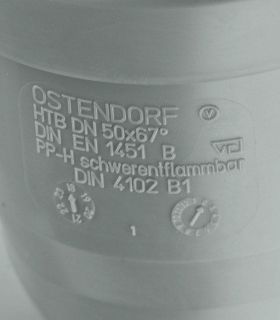 OSTENDORF
HTB DN 50x67°
DIN EN 1451 B
PP-H schwerentflammbar
DIN 4102 B1
1